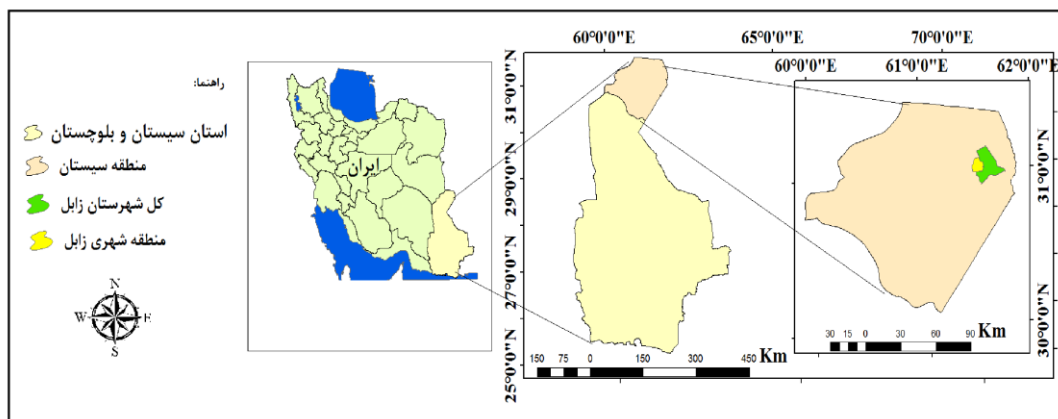 راهنما:
استان سیستان و بلوچستان
منطقه سیستان
کل شهرستان زابل
منطقه شهری زابل
N
W E
S
ایران
60°0'0"E 65°0'0"E 70°0'0"E
31°0'0"N
29°0'0"N
27°0'0"N
25°0'0"N
150 75 0 150 300 450 Km
60°0'0"E 61°0'0"E 62°0'0"E
31°0'0"N
30°0'0"N
30 15 0 30 60 90 Km